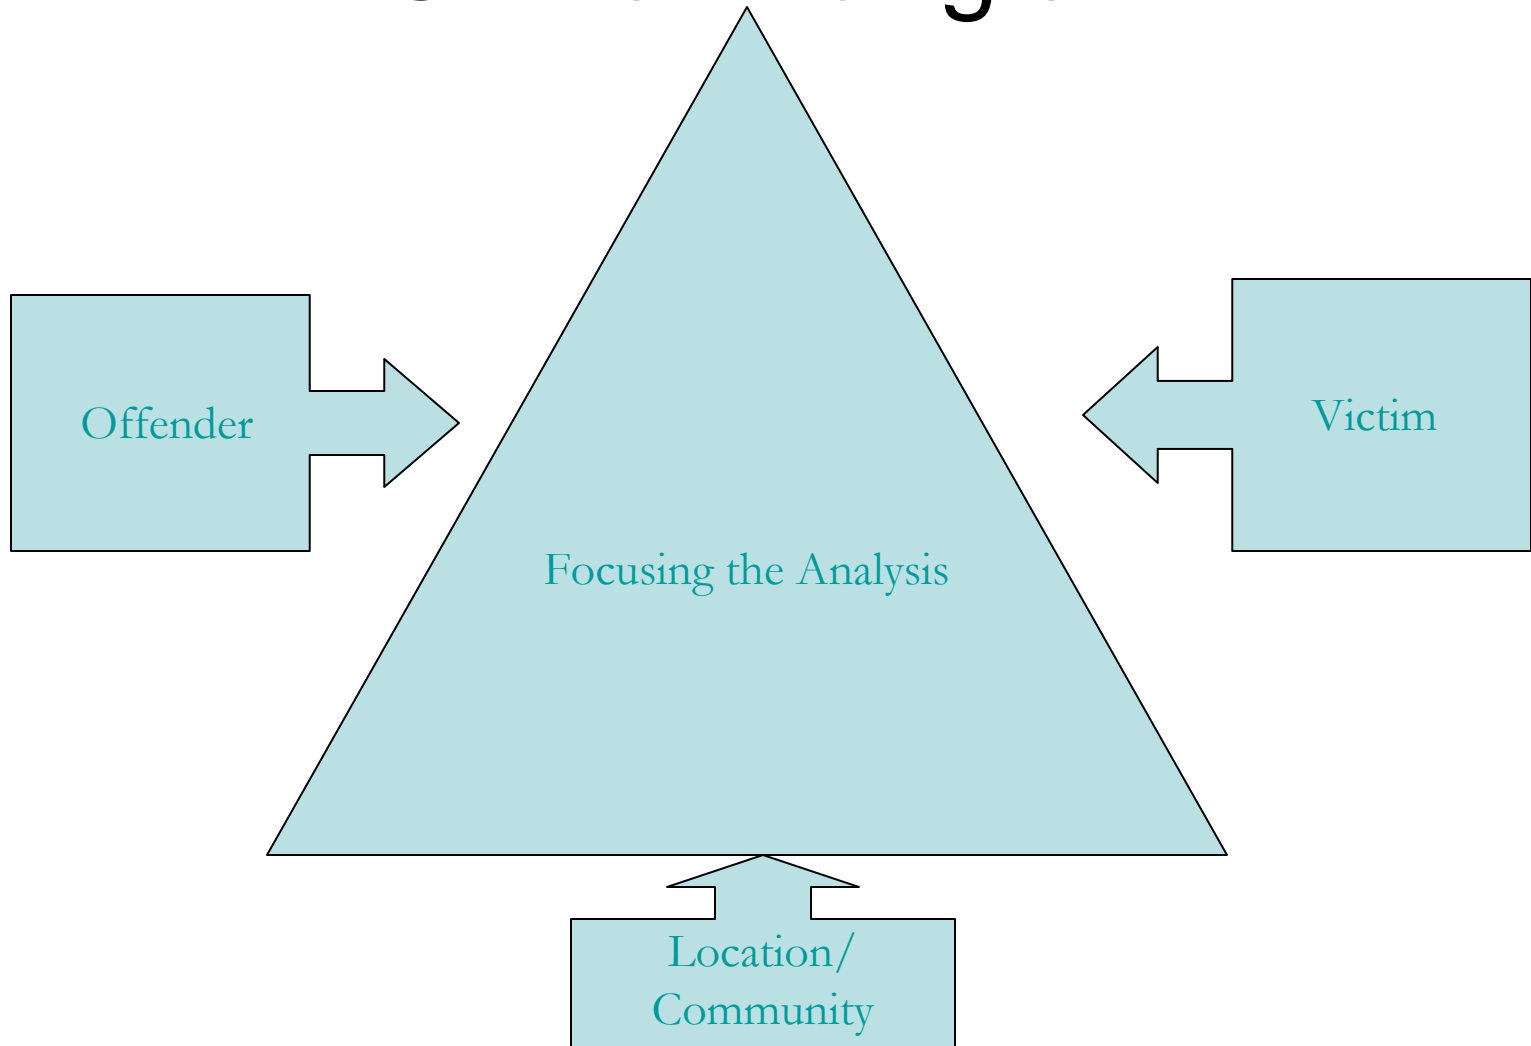 Offender
Victim
Focusing the Analysis
Location/
Community